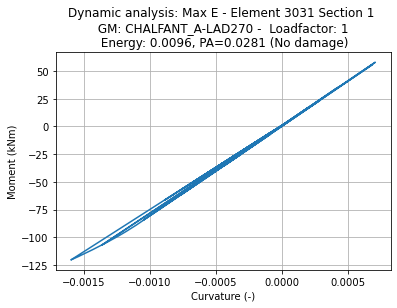 Dynamic analysis: Max E - Element 3031 Section 1
GM: CHALFANT_A-LAD270 -  Loadfactor: 1
Energy: 0.0096, PA=0.0281 (No damage)
50
25
0
−25
−50
−75
−100
−125
Moment (kNm)
−0.0015 −0.0010 −0.0005 0.0000 0.0005
Curvature (-)